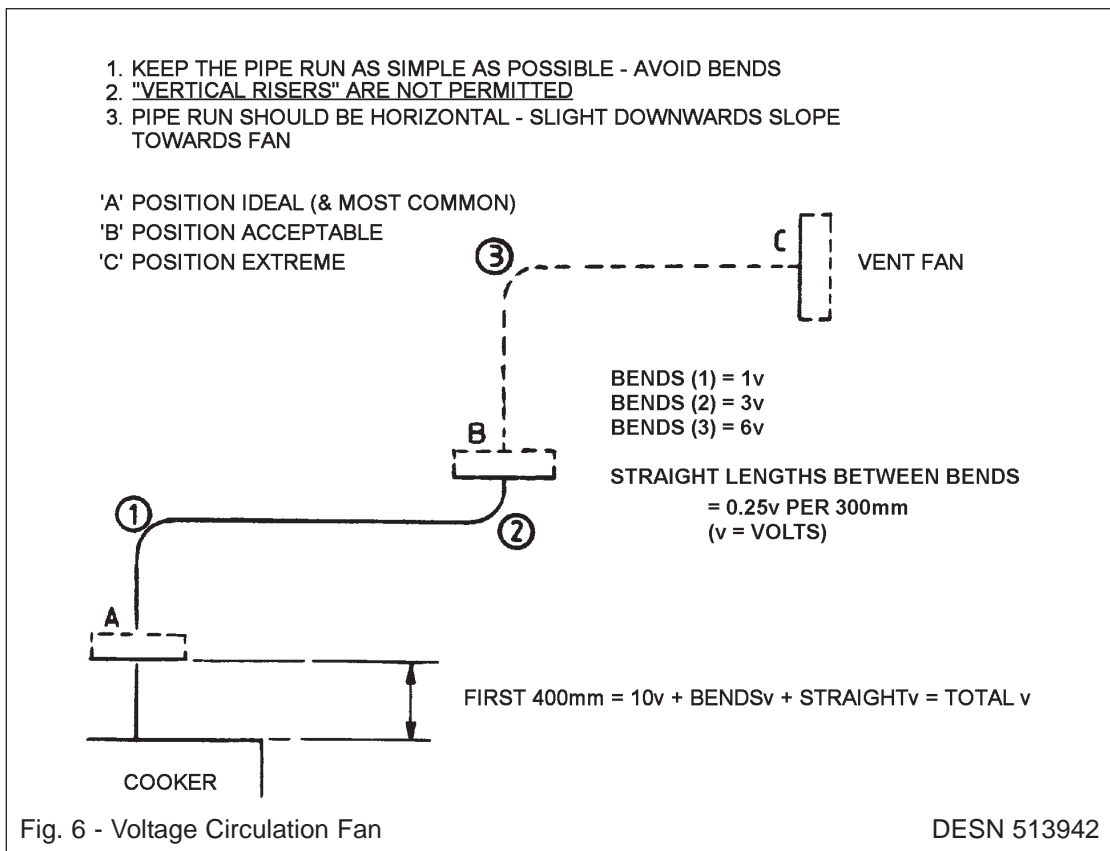 1. KEEP THE PIPE RUN AS SIMPLE AS POSSIBLE - AVOID BENDS
2. "VERTICAL RISERS" ARE NOT PERMITTED
3. PIPE RUN SHOULD BE HORIZONTAL - SLIGHT DOWNWARDS SLOPE
TOWARDS FAN
'A' POSITION IDEAL (& MOST COMMON)
'B' POSITION ACCEPTABLE
'C' POSITION EXTREME
3
C
VENT FAN
BENDS (1) = 1v
BENDS (2) = 3v
BENDS (3) = 6v
B
STRAIGHT LENGTHS BETWEEN BENDS
= 0.25v PER 300mm
(v = VOLTS)
1
2
A
FIRST 400mm = 10v + BENDSv + STRAIGHTv = TOTAL v
COOKER
Fig. 6 - Voltage Circulation Fan
DESN 513942